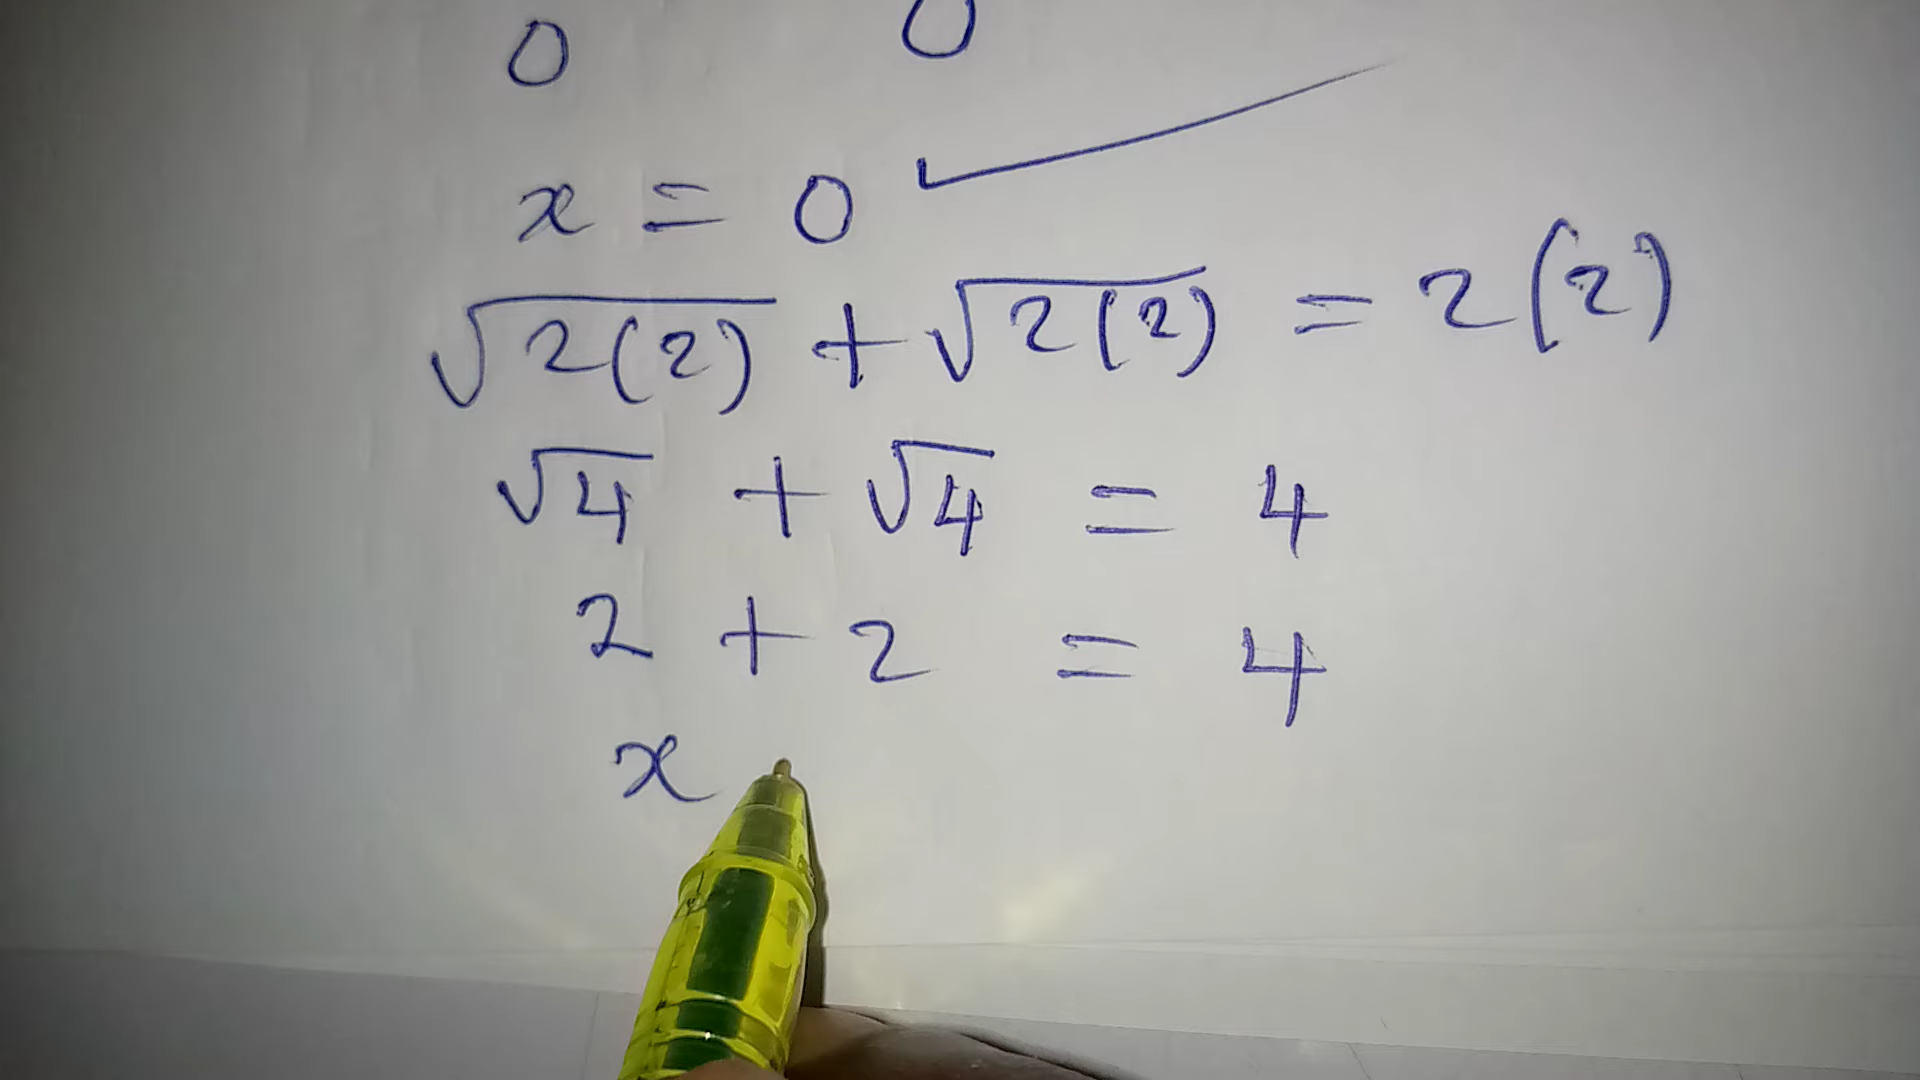 0 0
x = 0 ✓
√2(2) + √2(2) = 2(2)
√4 + √4 = 4
2 + 2 = 4
x